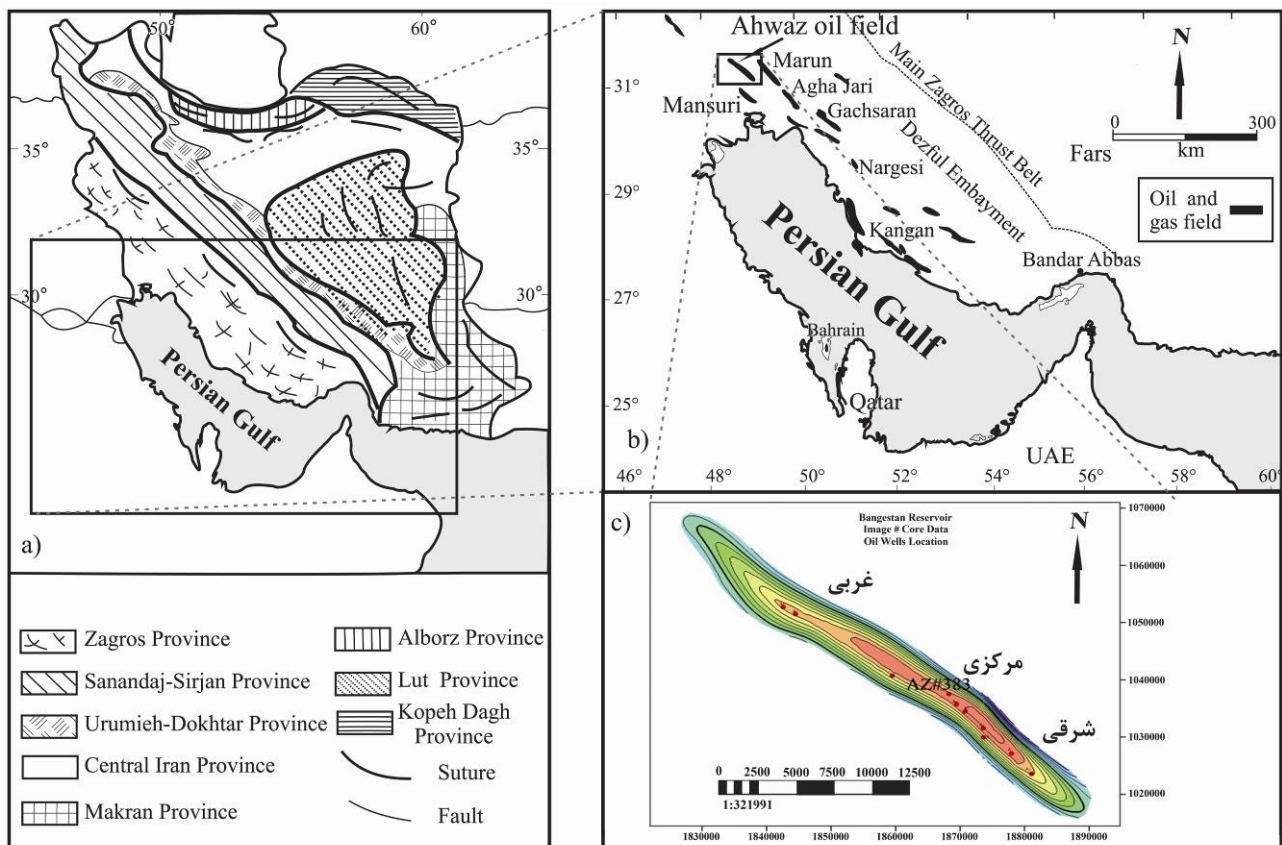 50°
60°
35°
35°
30°
30°
Persian Gulf
a)
Zagros Province
Sanandaj-Sirjan Province
Urumieh-Dokhtar Province
Central Iran Province
Makran Province
Alborz Province
Lut Province
Kopeh Dagh
Province
Suture
Fault
Ahwaz oil field
Marun
Agha Jari
Gachsaran
Mansuri
Nargesi
Kangan
Main Zagros Thrust Belt
Dezful Embayment
Fars
N
0
300
km
Oil and
gas field
Bandar Abbas
Persian Gulf
Bahrain
Qatar
UAE
31°
29°
27°
25°
b)
46°
48°
50°
52°
54°
56°
58°
60°
c)
Bangestan Reservoir
Image # Core Data
Oil Wells Location
N
غربی
مرکزی
AZ#383
شرقی
0 2500 5000 7500 10000 12500
1:321991
1070000
1060000
1050000
1040000
1030000
1020000
1830000 1840000 1850000 1860000 1870000 1880000 1890000